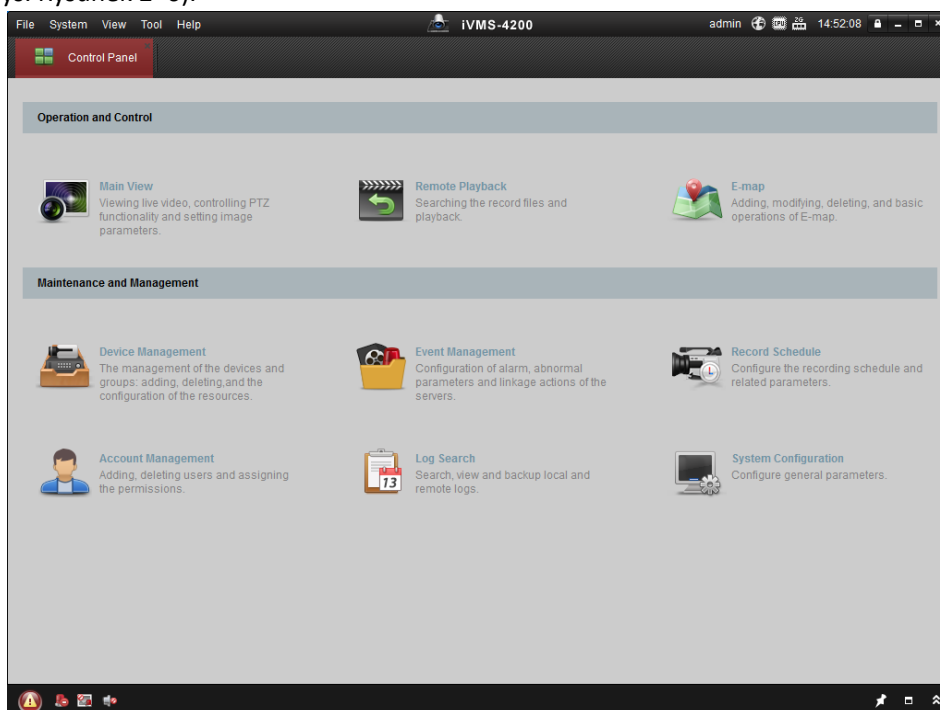 File System View Tool Help iVMS-4200 admin 14:52:08
Control Panel
Operation and Control
Main View
Viewing live video, controlling PTZ
functionality and setting image
parameters.
Remote Playback
Searching the record files and
playback.
E-map
Adding, modifying, deleting, and basic
operations of E-map.
Maintenance and Management
Device Management
The management of the devices and
groups: adding, deleting,and the
configuration of the resources.
Event Management
Configuration of alarm, abnormal
parameters and linkage actions of the
servers.
Record Schedule
Configure the recording schedule and
related parameters.
Account Management
Adding, deleting users and assigning
the permissions.
13
Log Search
Search, view and backup local and
remote logs.
System Configuration
Configure general parameters.